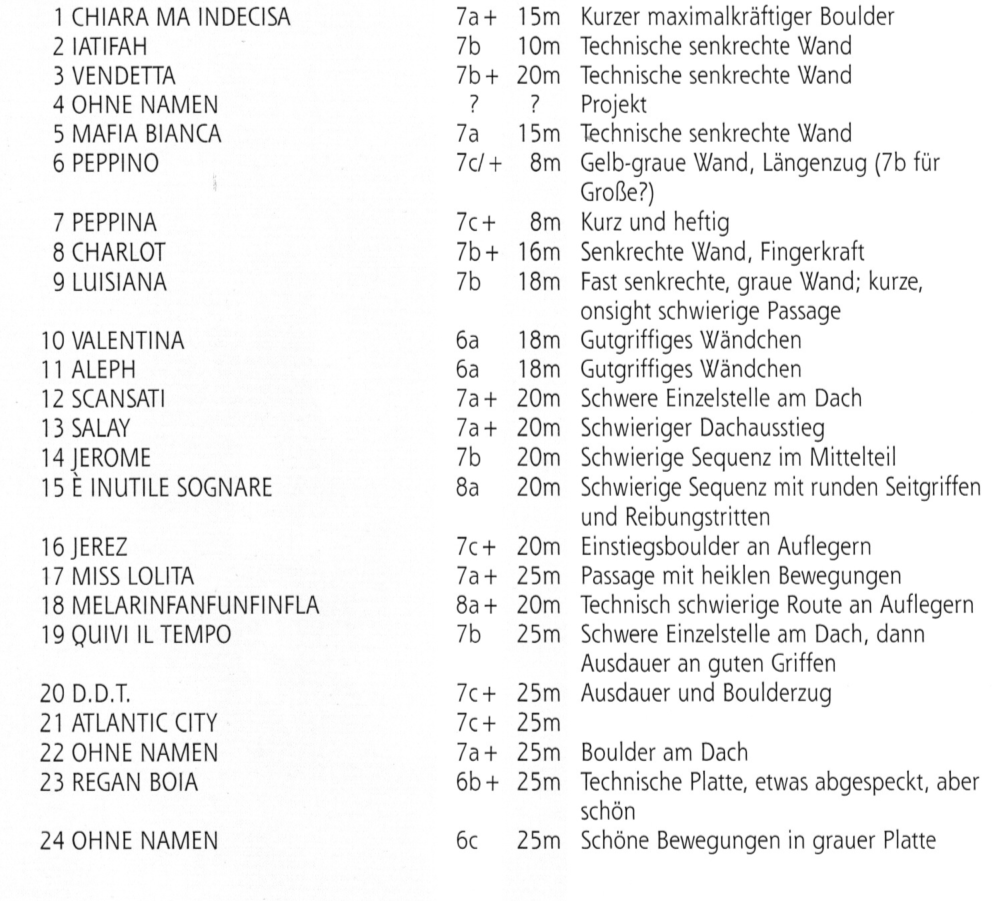 1 CHIARA MA INDECISA 7a+ 15m Kurzer maximalkräftiger Boulder
2 IATIFAH 7b 10m Technische senkrechte Wand
3 VENDETTA 7b+ 20m Technische senkrechte Wand
4 OHNE NAMEN ? ? Projekt
5 MAFIA BIANCA 7a 15m Technische senkrechte Wand
6 PEPPINO 7c/+ 8m Gelb-graue Wand, Längenzug (7b für
Große?)
7 PEPPINA 7c+ 8m Kurz und heftig
8 CHARLOT 7b+ 16m Senkrechte Wand, Fingerkraft
9 LUISIANA 7b 18m Fast senkrechte, graue Wand; kurze,
onsight schwierige Passage
10 VALENTINA 6a 18m Gutgriffiges Wändchen
11 ALEPH 6a 18m Gutgriffiges Wändchen
12 SCANSATI 7a+ 20m Schwere Einzelstelle am Dach
13 SALAY 7a+ 20m Schwieriger Dachausstieg
14 JEROME 7b 20m Schwierige Sequenz im Mittelteil
15 È INUTILE SOGNARE 8a 20m Schwierige Sequenz mit runden Seitgriffen
und Reibungstritten
16 JEREZ 7c+ 20m Einstiegsboulder an Auflegern
17 MISS LOLITA 7a+ 25m Passage mit heiklen Bewegungen
18 MELARINFANFUNFINFLA 8a+ 20m Technisch schwierige Route an Auflegern
19 QUIVI IL TEMPO 7b 25m Schwere Einzelstelle am Dach, dann
Ausdauer an guten Griffen
20 D.D.T. 7c+ 25m Ausdauer und Boulderzug
21 ATLANTIC CITY 7c+ 25m
22 OHNE NAMEN 7a+ 25m Boulder am Dach
23 REGAN BOIA 6b+ 25m Technische Platte, etwas abgespeckt, aber
schön
24 OHNE NAMEN 6c 25m Schöne Bewegungen in grauer Platte